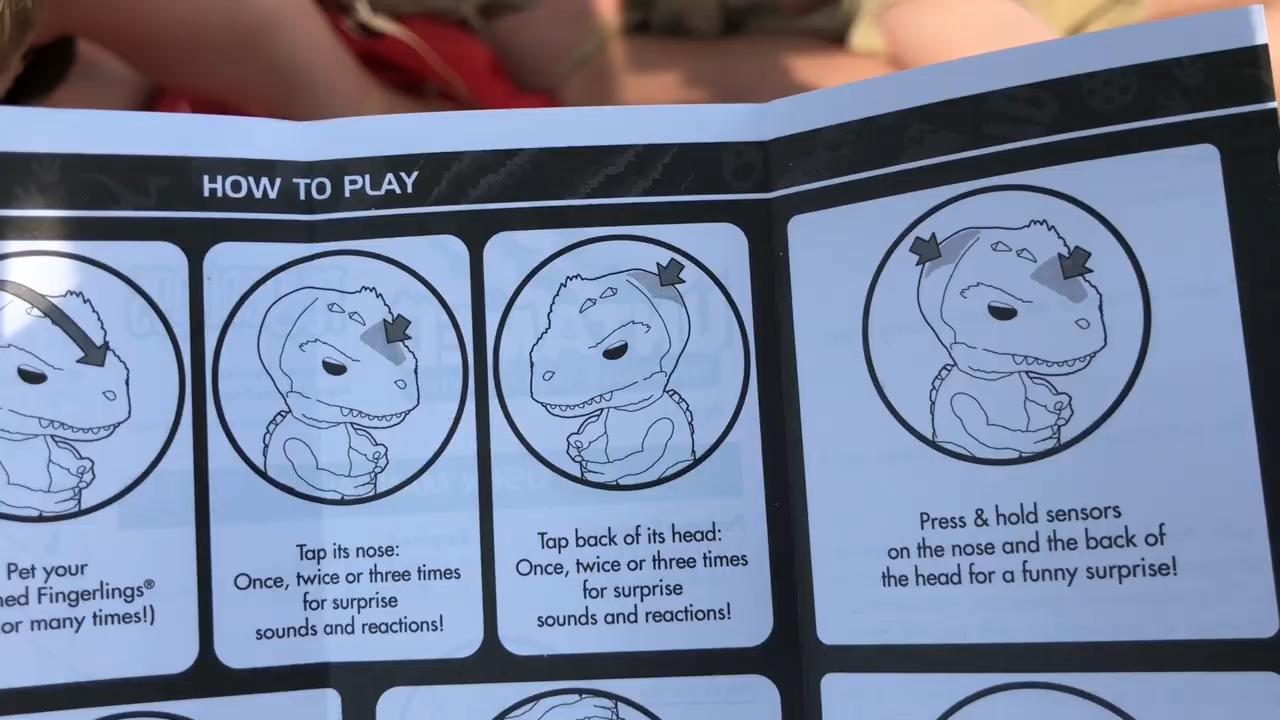 HOW TO PLAY
Pet your
Fingerlings®
or many times!)
Tap its nose:
Once, twice or three times
for surprise
sounds and reactions!
Tap back of its head:
Once, twice or three times
for surprise
sounds and reactions!
Press & hold sensors
on the nose and the back of
the head for a funny surprise!